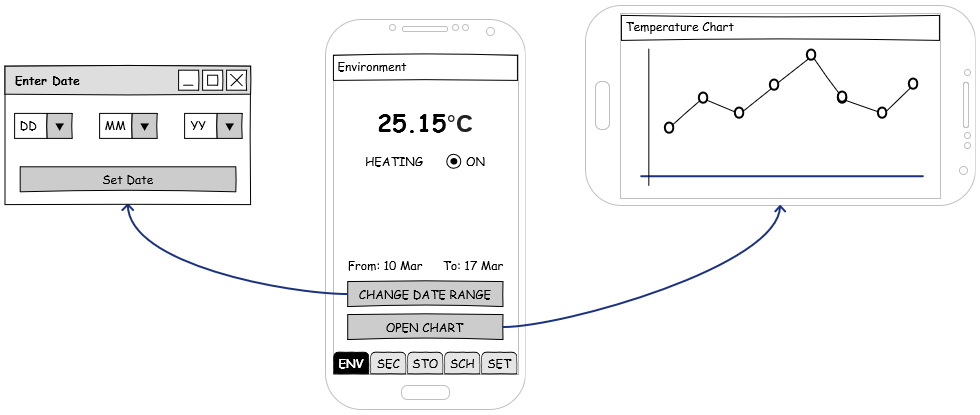 Enter Date
DD MM YY
Set Date
Environment
25.15°C
HEATING ON
From: 10 Mar To: 17 Mar
CHANGE DATE RANGE
OPEN CHART
ENV SEC STO SCH SET
Temperature Chart